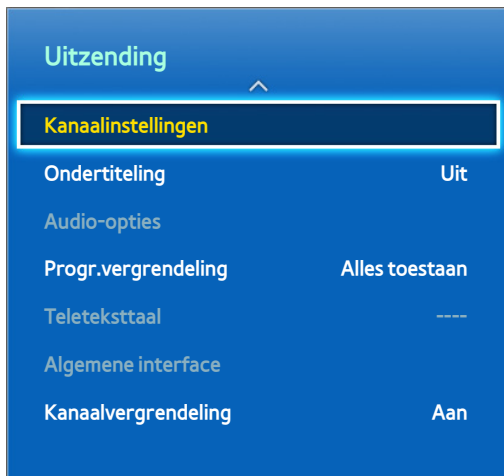 Uitzending
Kanaalinstellingen
Ondertiteling Uit
Audio-opties
Progr.vergrendeling Alles toestaan
Teleteksttaal ----
Algemene interface
Kanaalvergrendeling Aan